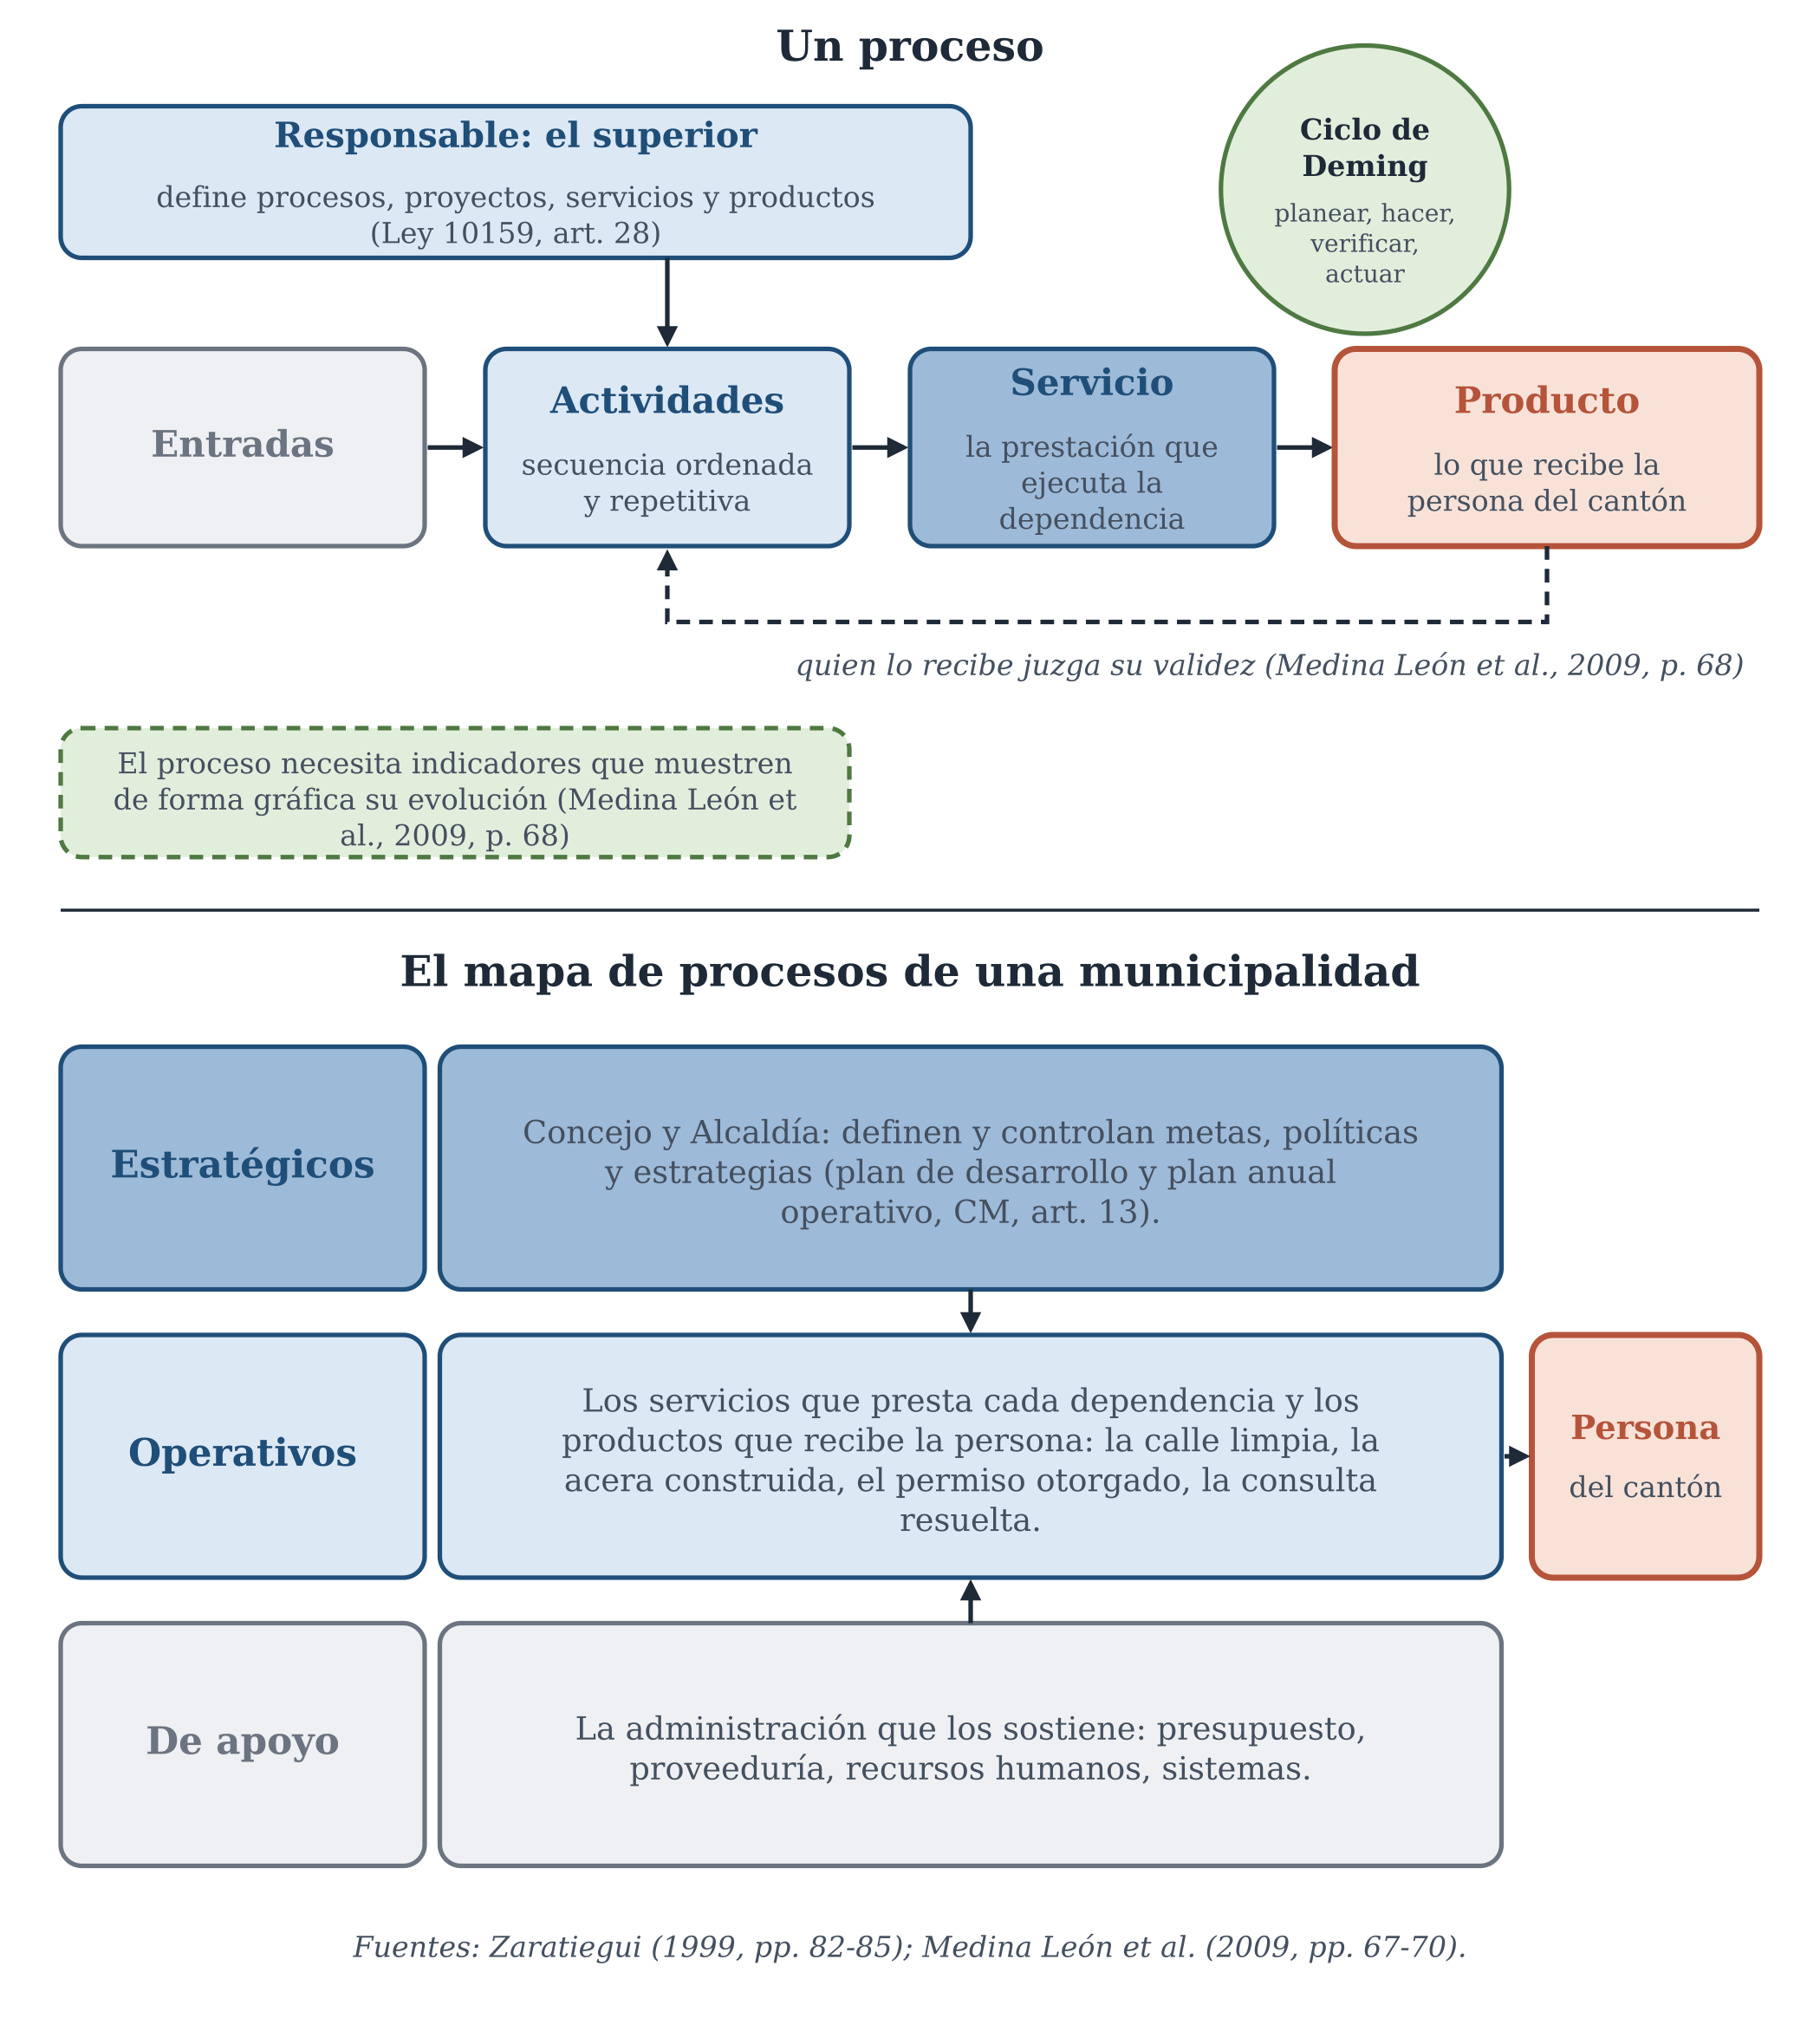 Un proceso
Responsable: el superior
define procesos, proyectos, servicios y productos
(Ley 10159, art. 28)
Ciclo de
Deming
planear, hacer,
verificar,
actuar
Entradas
Actividades
secuencia ordenada
y repetitiva
Servicio
la prestación que
ejecuta la
dependencia
Producto
lo que recibe la
persona del cantón
quien lo recibe juzga su validez (Medina León et al., 2009, p. 68)
El proceso necesita indicadores que muestren
de forma gráfica su evolución (Medina León et
al., 2009, p. 68)
El mapa de procesos de una municipalidad
Estratégicos
Concejo y Alcaldía: definen y controlan metas, políticas
y estrategias (plan de desarrollo y plan anual
operativo, CM, art. 13).
Operativos
Los servicios que presta cada dependencia y los
productos que recibe la persona: la calle limpia, la
acera construida, el permiso otorgado, la consulta
resuelta.
Persona
del cantón
De apoyo
La administración que los sostiene: presupuesto,
proveeduría, recursos humanos, sistemas.
Fuentes: Zaratiegui (1999, pp. 82-85); Medina León et al. (2009, pp. 67-70).